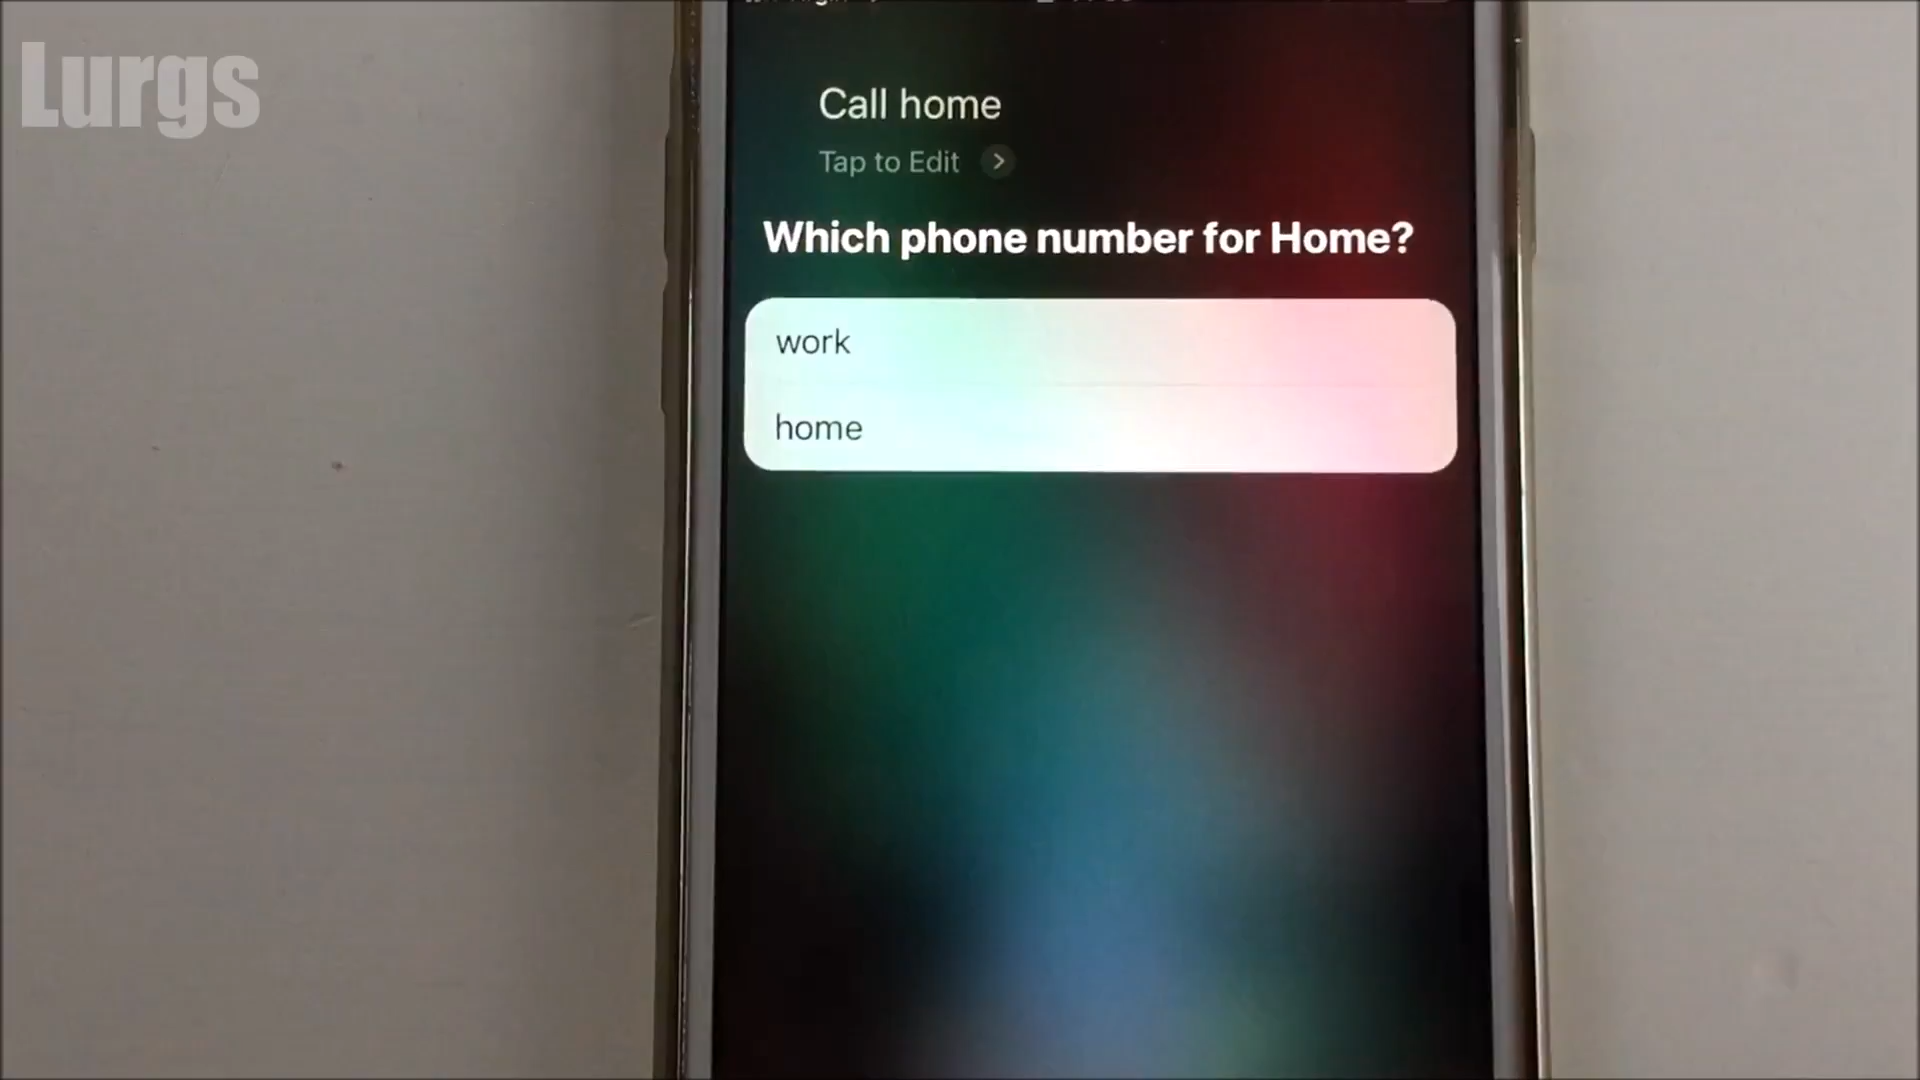 Lurgs
Call home
Tap to Edit
Which phone number for Home?
work
home